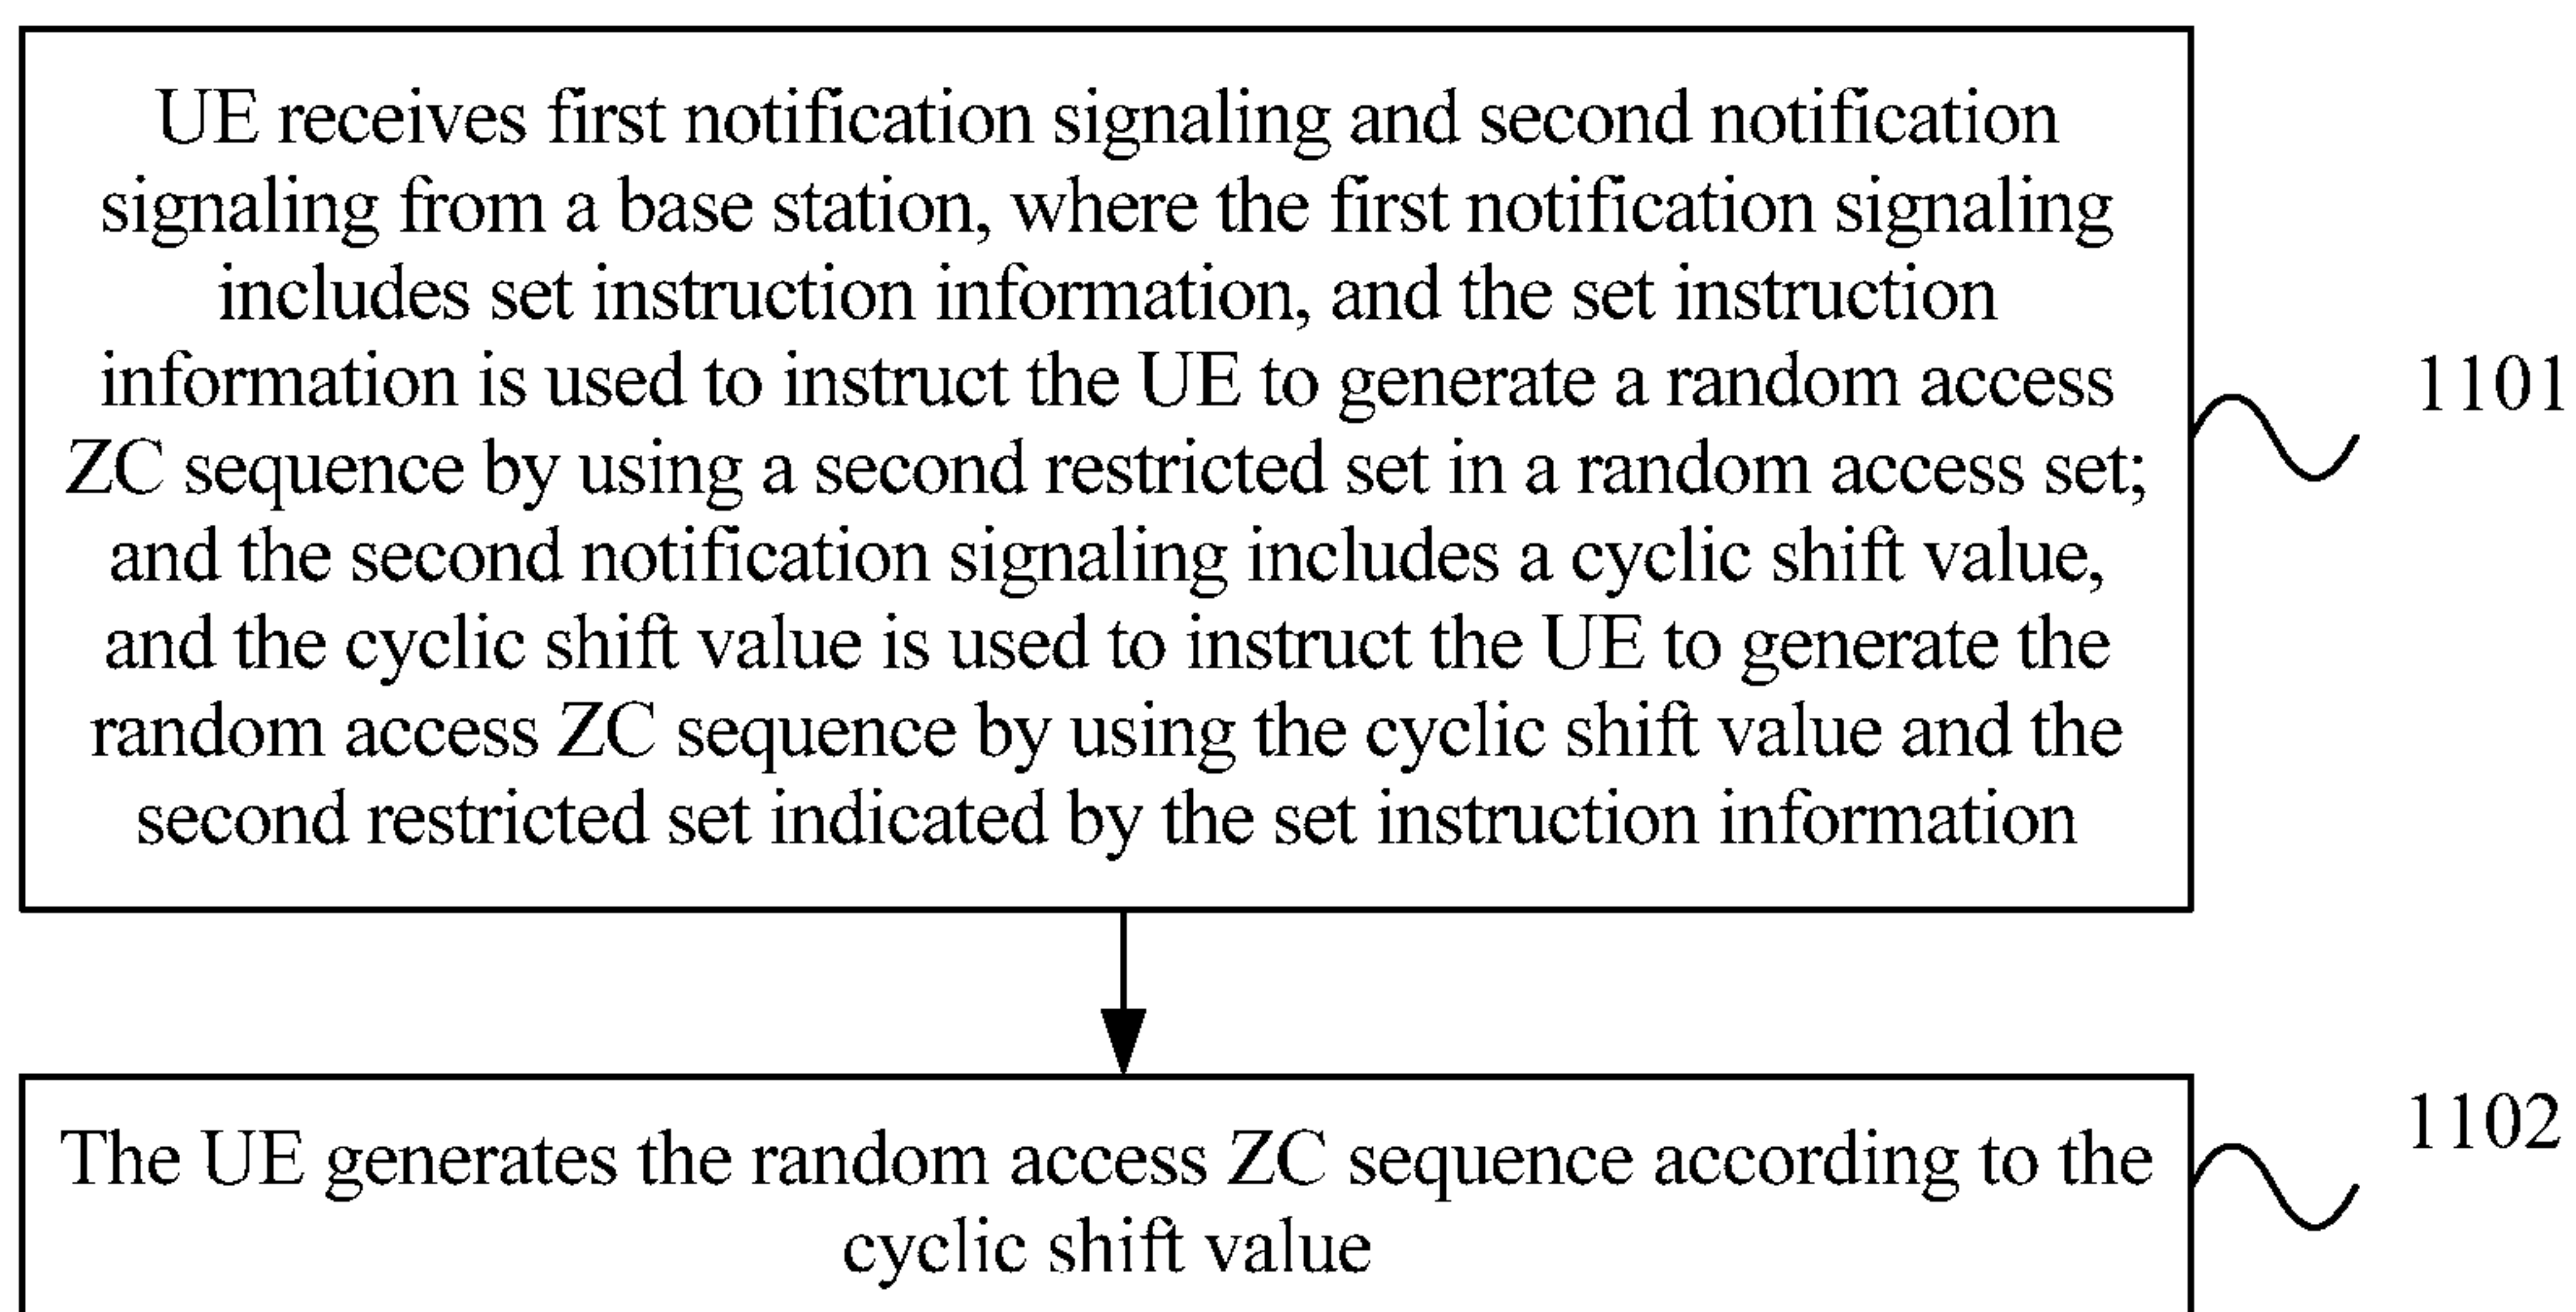 UE receives first notification signaling and second notification
signaling from a base station, where the first notification signaling
includes set instruction information, and the set instruction
information is used to instruct the UE to generate a random access
ZC sequence by using a second restricted set in a random access set;
and the second notification signaling includes a cyclic shift value,
and the cyclic shift value is used to instruct the UE to generate the
random access ZC sequence by using the cyclic shift value and the
second restricted set indicated by the set instruction information
1101
The UE generates the random access ZC sequence according to the
cyclic shift value
1102